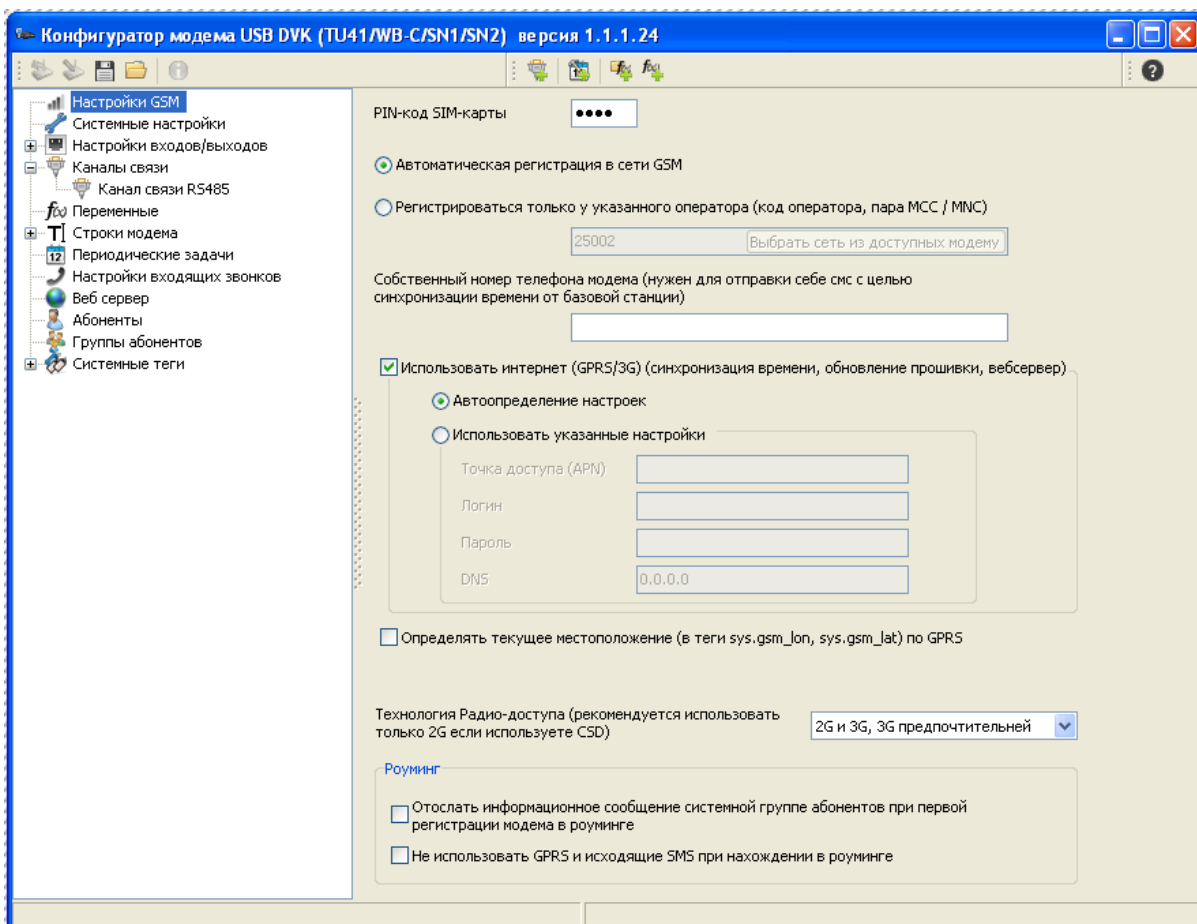 Конфигуратор модема USB DVK (TU41/WB-C/SN1/SN2) версия 1.1.1.24
Настройки GSM
Системные настройки
Настройки входов/выходов
Каналы связи
Канал связи RS485
f(x) Переменные
Строки модема
12 Периодические задачи
Настройки входящих звонков
Веб сервер
Абоненты
Группы абонентов
Системные теги
PIN-код SIM-карты
Автоматическая регистрация в сети GSM
Регистрироваться только у указанного оператора (код оператора, пара MCC / MNC)
25002 Выбрать сеть из доступных модему
Собственный номер телефона модема (нужен для отправки себе смс с целью
синхронизации времени от базовой станции)
Использовать интернет (GPRS/3G) (синхронизация времени, обновление прошивки, вебсервер)
Автоопределение настроек
Использовать указанные настройки
Точка доступа (APN)
Логин
Пароль
DNS 0.0.0.0
Определять текущее местоположение (в теги sys.gsm_lon, sys.gsm_lat) по GPRS
Технология Радио-доступа (рекомендуется использовать
только 2G если используете CSD)
2G и 3G, 3G предпочтительней
Роуминг
Отослать информационное сообщение системной группе абонентов при первой
регистрации модема в роуминге
Не использовать GPRS и исходящие SMS при нахождении в роуминге